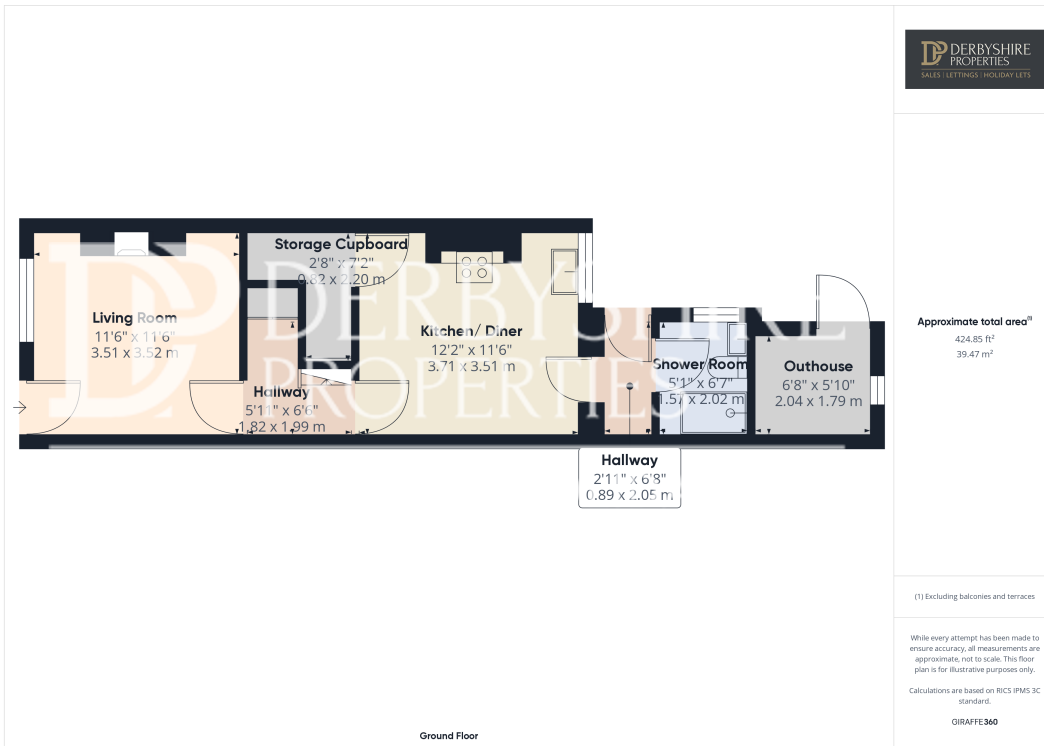 DERBYSHIRE
PROPERTIES
SALES | LETTINGS | HOLIDAY LETS
DERBYSHIRE
PROPERTIES
Storage Cupboard
2'8" x 7'2"
0.82 x 2.20 m
Living Room
11'6" x 11'6"
3.51 x 3.52 m
Kitchen / Diner
12'2" x 11'6"
3.71 x 3.51 m
Shower Room
5'1" x 6'7"
1.57 x 2.02 m
Outhouse
6'8" x 5'10"
2.04 x 1.79 m
Hallway
5'11" x 6'6"
1.82 x 1.99 m
Hallway
2'11" x 6'8"
0.89 x 2.05 m
Ground Floor
Approximate total area(1)
424.85 ft²
39.47 m²
(1) Excluding balconies and terraces
While every attempt has been made to
ensure accuracy, all measurements are
approximate, not to scale. This floor
plan is for illustrative purposes only.
Calculations are based on RICS IPMS 3C
standard.
GIRAFFE360